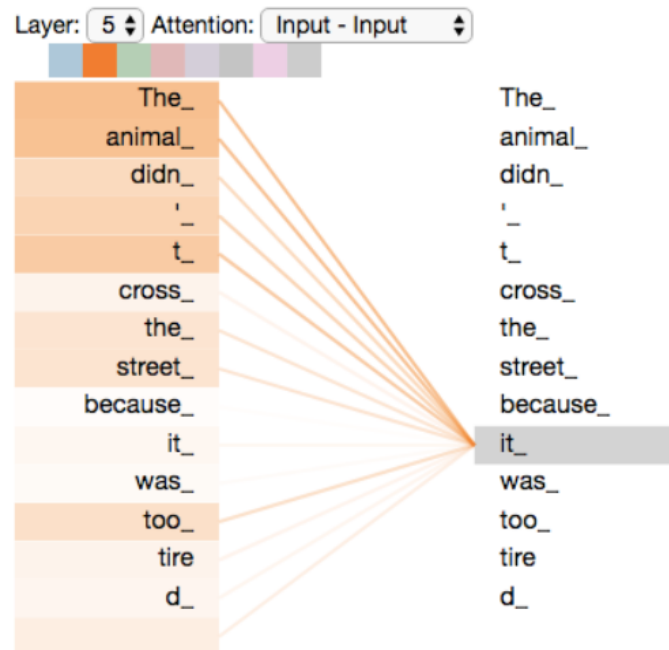 Layer: 5 Attention: Input - Input
The_ The_
animal_ animal_
didn_ didn_
'_ '_
t_ t_
cross_ cross_
the_ the_
street_ street_
because_ because_
it_ it_
was_ was_
too_ too_
tire tire
d_ d_